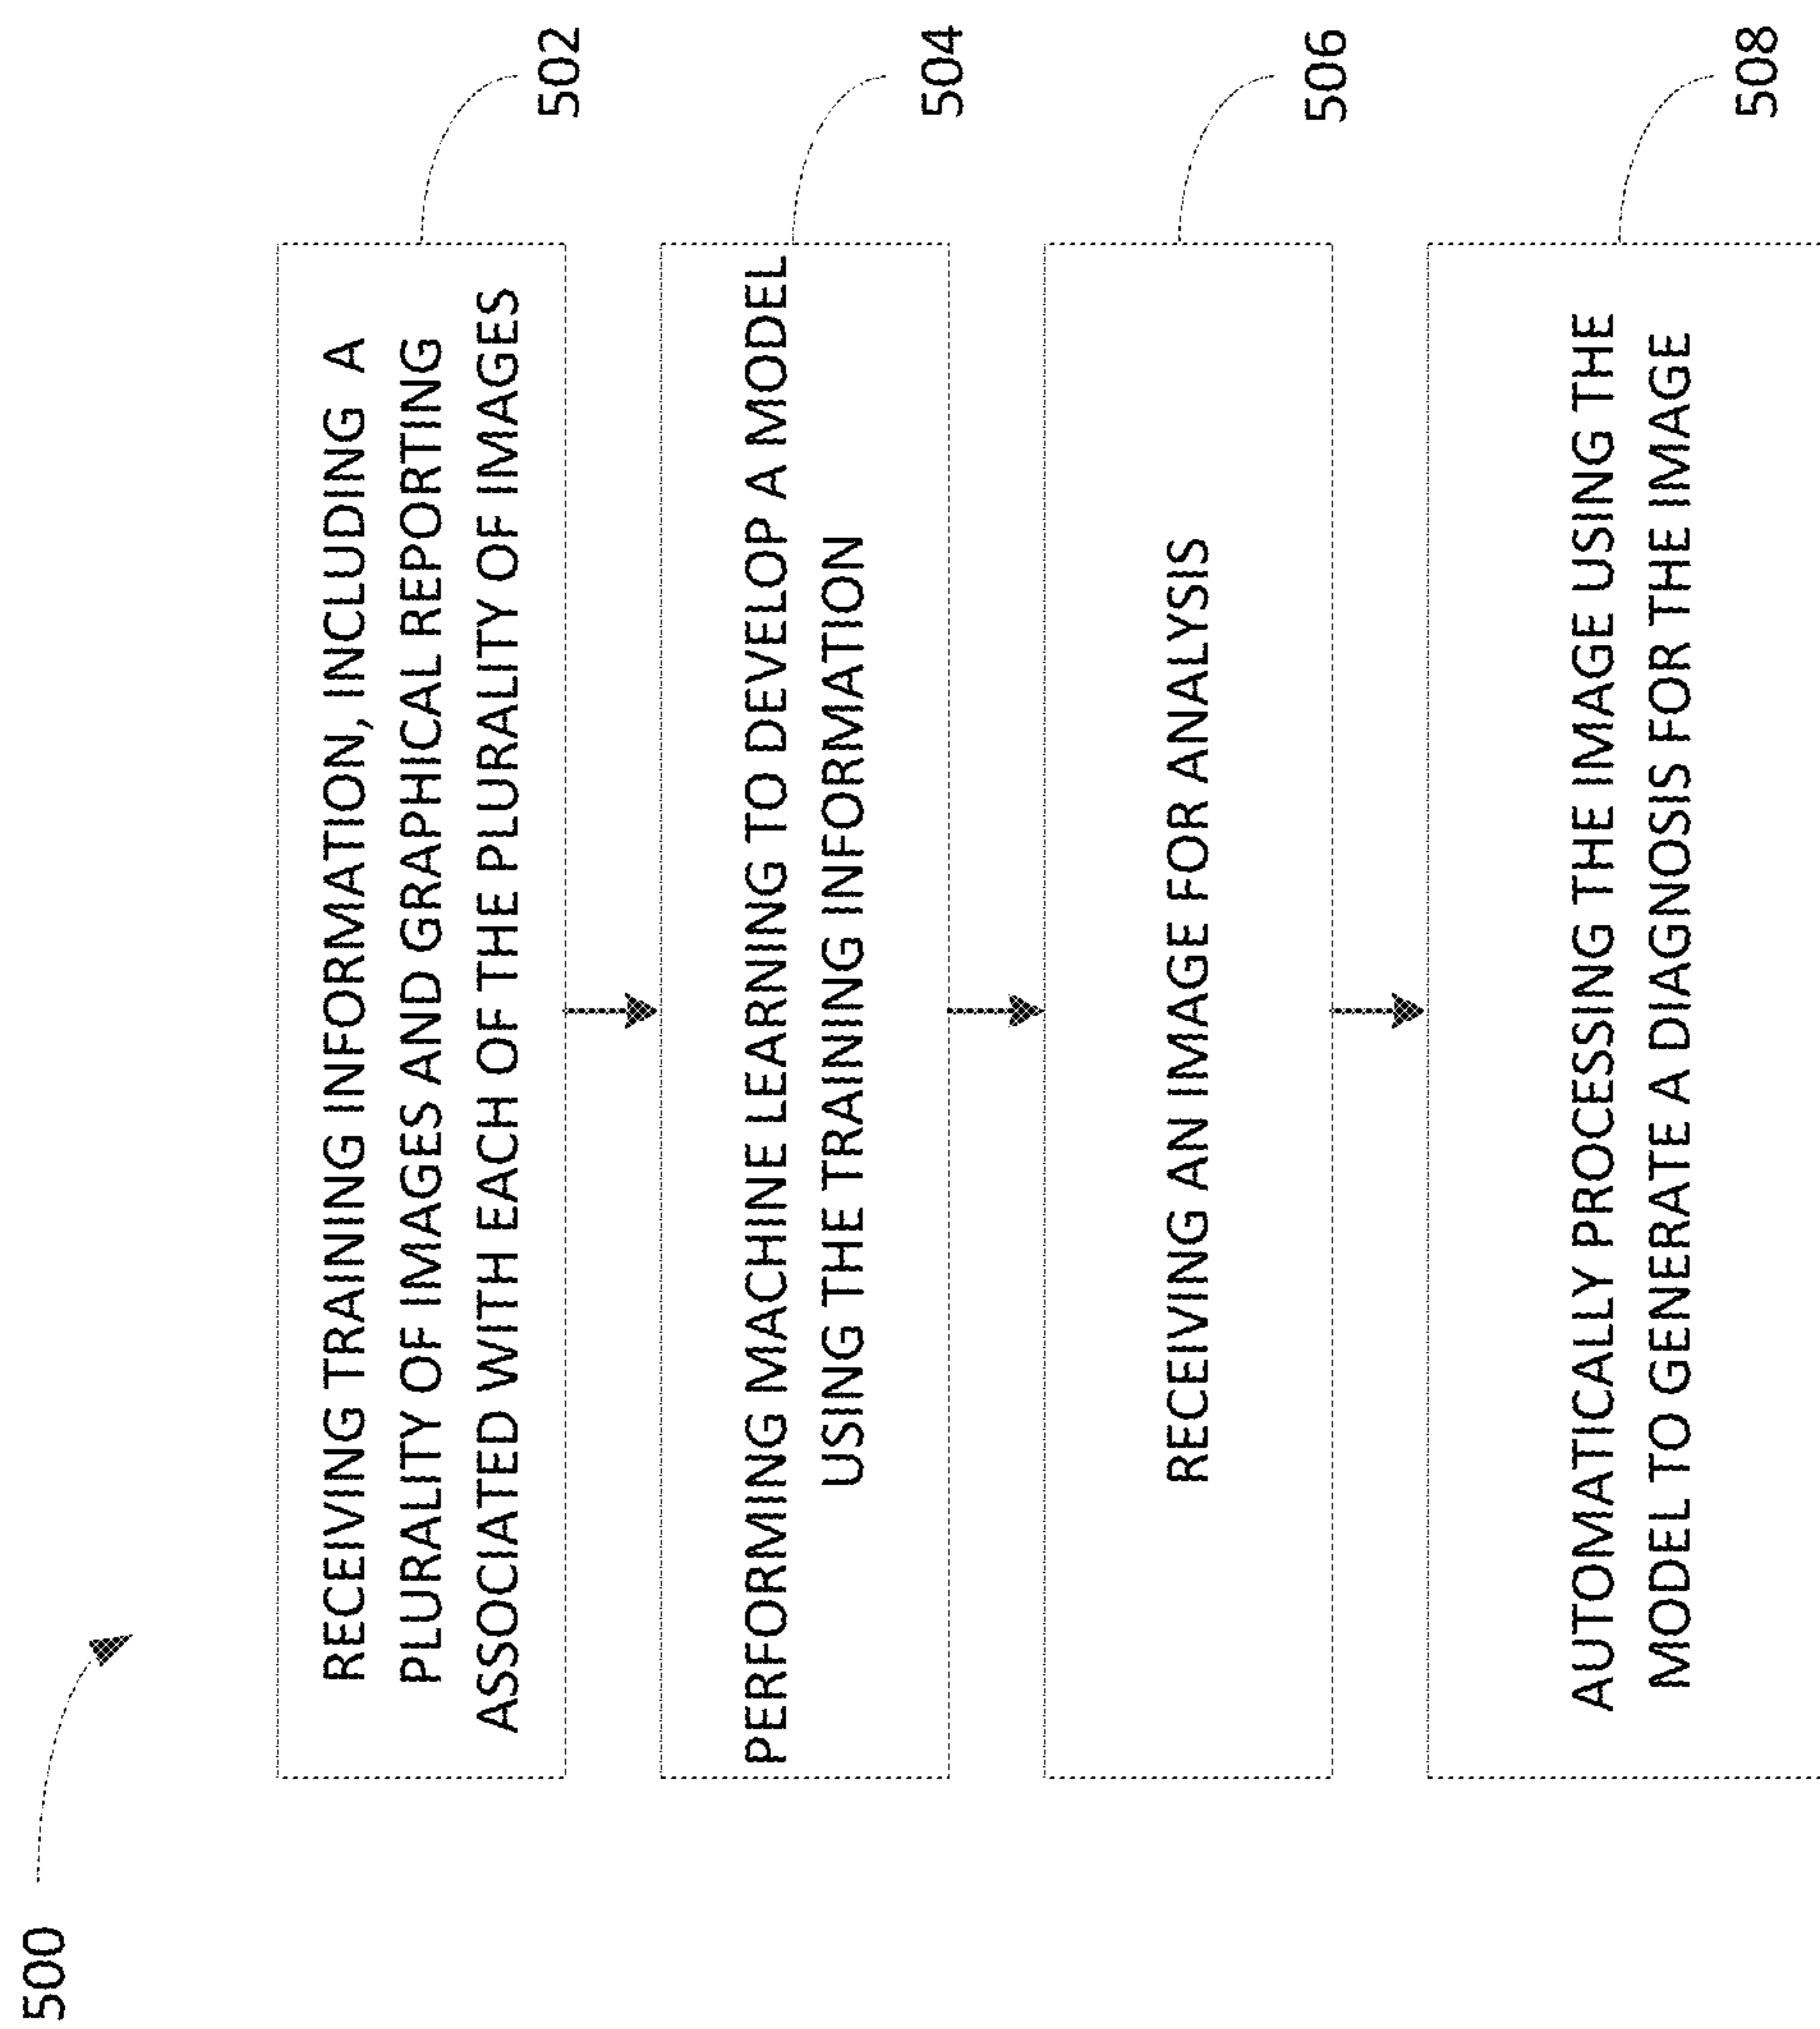 500
RECEIVING TRAINING INFORMATION, INCLUDING A
PLURALITY OF IMAGES AND GRAPHICAL REPORTING
ASSOCIATED WITH EACH OF THE PLURALITY OF IMAGES
502
PERFORMING MACHINE LEARNING TO DEVELOP A MODEL
USING THE TRAINING INFORMATION
504
RECEIVING AN IMAGE FOR ANALYSIS
506
AUTOMATICALLY PROCESSING THE IMAGE USING THE
MODEL TO GENERATE A DIAGNOSIS FOR THE IMAGE
508